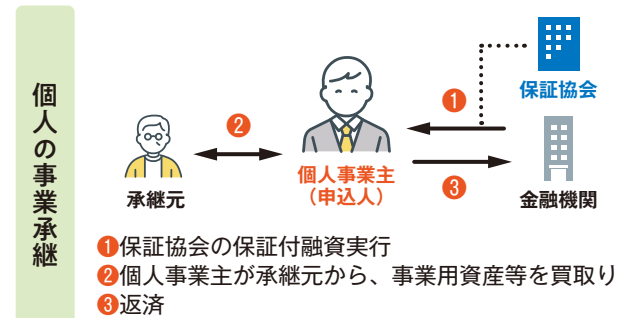 個人の事業承継
❶
保証協会
❷
個人事業主
（申込人）
承継元
❸
金融機関
❶保証協会の保証付融資実行
❷個人事業主が承継元から、事業用資産等を買取り
❸返済